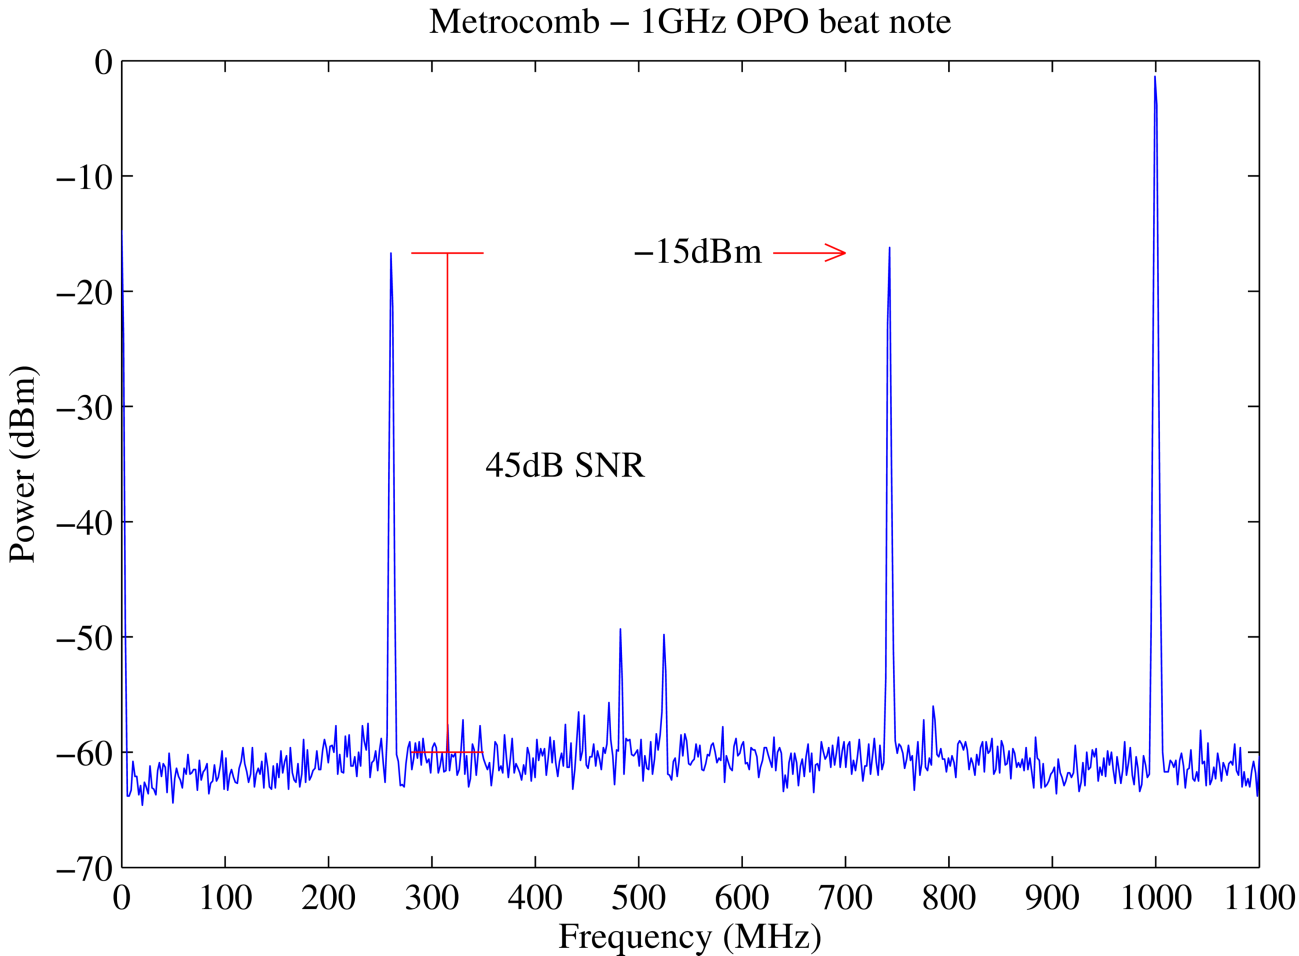 Metrocomb − 1GHz OPO beat note
0
−10
−20
−30
−40
−50
−60
−70
Power (dBm)
−15dBm
45dB SNR
0 100 200 300 400 500 600 700 800 900 1000 1100
Frequency (MHz)